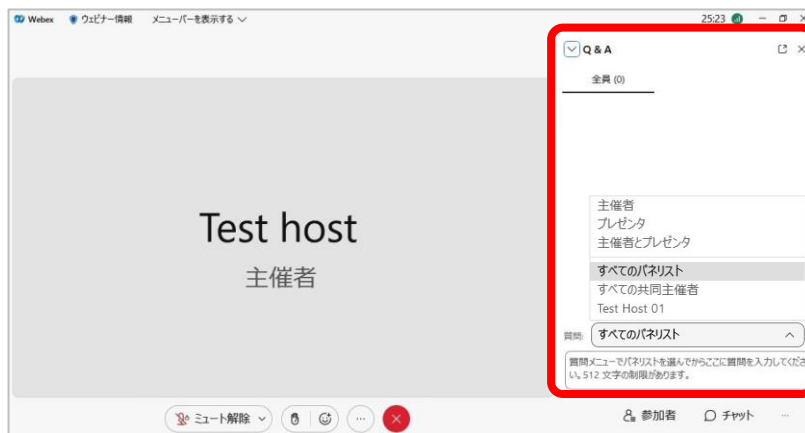 Webex ウェビナー情報 メニューバーを表示する 25:23
Q & A
全員 (0)
Test host
主催者
主催者
プレゼンタ
主催者とプレゼンタ
すべてのパネリスト
すべての共同主催者
Test Host 01
質問: すべてのパネリスト
質問メニューでパネリストを選んでからここに質問を入力してくださ
い。512 文字の制限があります。
ミュート解除 参加者 チャット